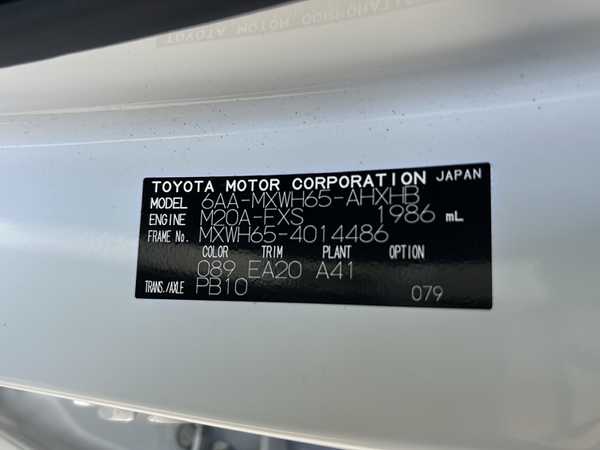 TOYOTA MOTOR CORPORATION JAPAN
MODEL 6AA-MXWH65-AHXHB
ENGINE M20A-FXS 1986 mL
FRAME No. MXWH65-4014486
COLOR TRIM PLANT OPTION
089 EA20 A41
TRANS./AXLE PB10 079